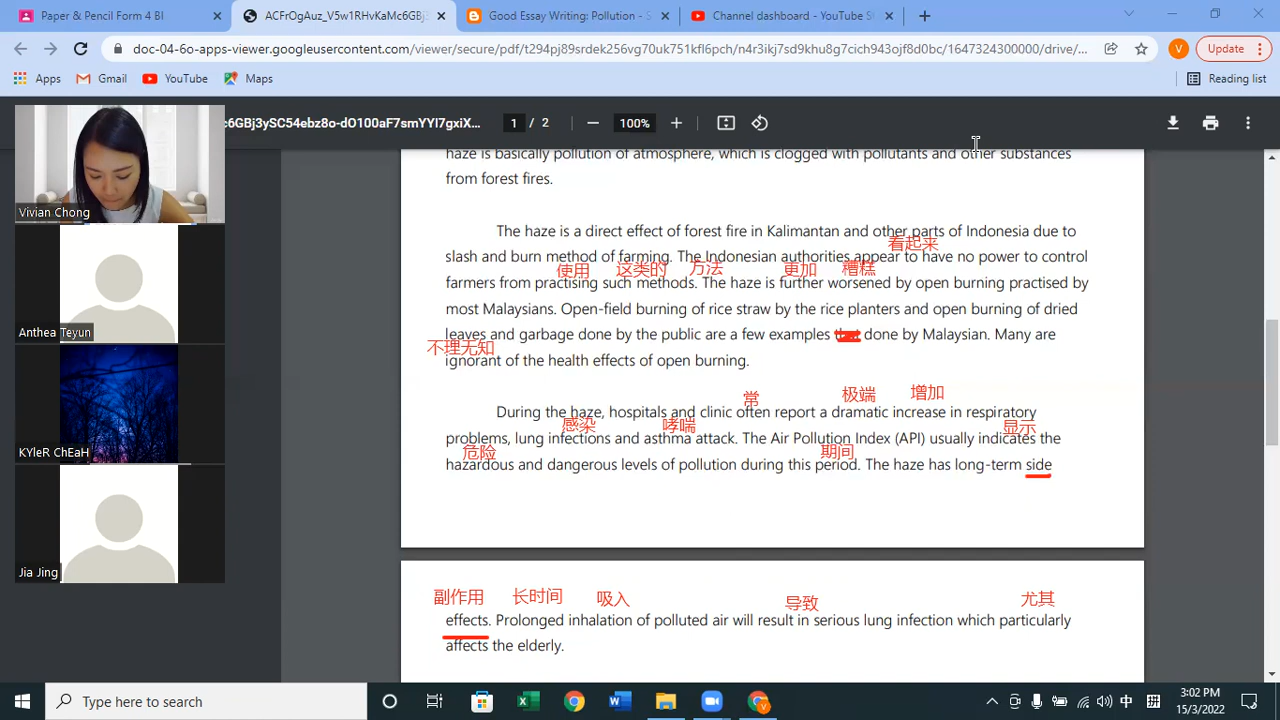 Paper & Pencil Form 4 BI
ACFrOgAuz_V5w1RHvKaMc6GBj
Good Essay Writing: Pollution - S
Channel dashboard - YouTube St
doc-04-6o-apps-viewer.googleusercontent.com/viewer/secure/pdf/t294pj89srdek256vg70uk751kfl6pch/n4r3ikj7sd9khu8g7cich943ojf8d0bc/1647324300000/drive/...
V
Update
Apps
Gmail
YouTube
Maps
Reading list
c6GBj3ySC54ebz8o-dO100aF7smYYI7gxiX...
1 / 2
100%
Vivian Chong
Anthea Teyun
KYleR ChEaH
Jia Jing
haze is basically pollution of atmosphere, which is clogged with pollutants and other substances
from forest fires.
The haze is a direct effect of forest fire in Kalimantan and other parts of Indonesia due to
看起来
slash and burn method of farming. The Indonesian authorities appear to have no power to control
使用 这类的 方法 更加 糟糕
farmers from practising such methods. The haze is further worsened by open burning practised by
most Malaysians. Open-field burning of rice straw by the rice planters and open burning of dried
leaves and garbage done by the public are a few examples done by Malaysian. Many are
不理无知
ignorant of the health effects of open burning.
常 极端 增加
During the haze, hospitals and clinic often report a dramatic increase in respiratory
感染 哮喘 显示
problems, lung infections and asthma attack. The Air Pollution Index (API) usually indicates the
危险 期间
hazardous and dangerous levels of pollution during this period. The haze has long-term side
副作用 长时间 吸入 导致 尤其
effects. Prolonged inhalation of polluted air will result in serious lung infection which particularly
affects the elderly.
Type here to search
中
拼
3:02 PM
15/3/2022